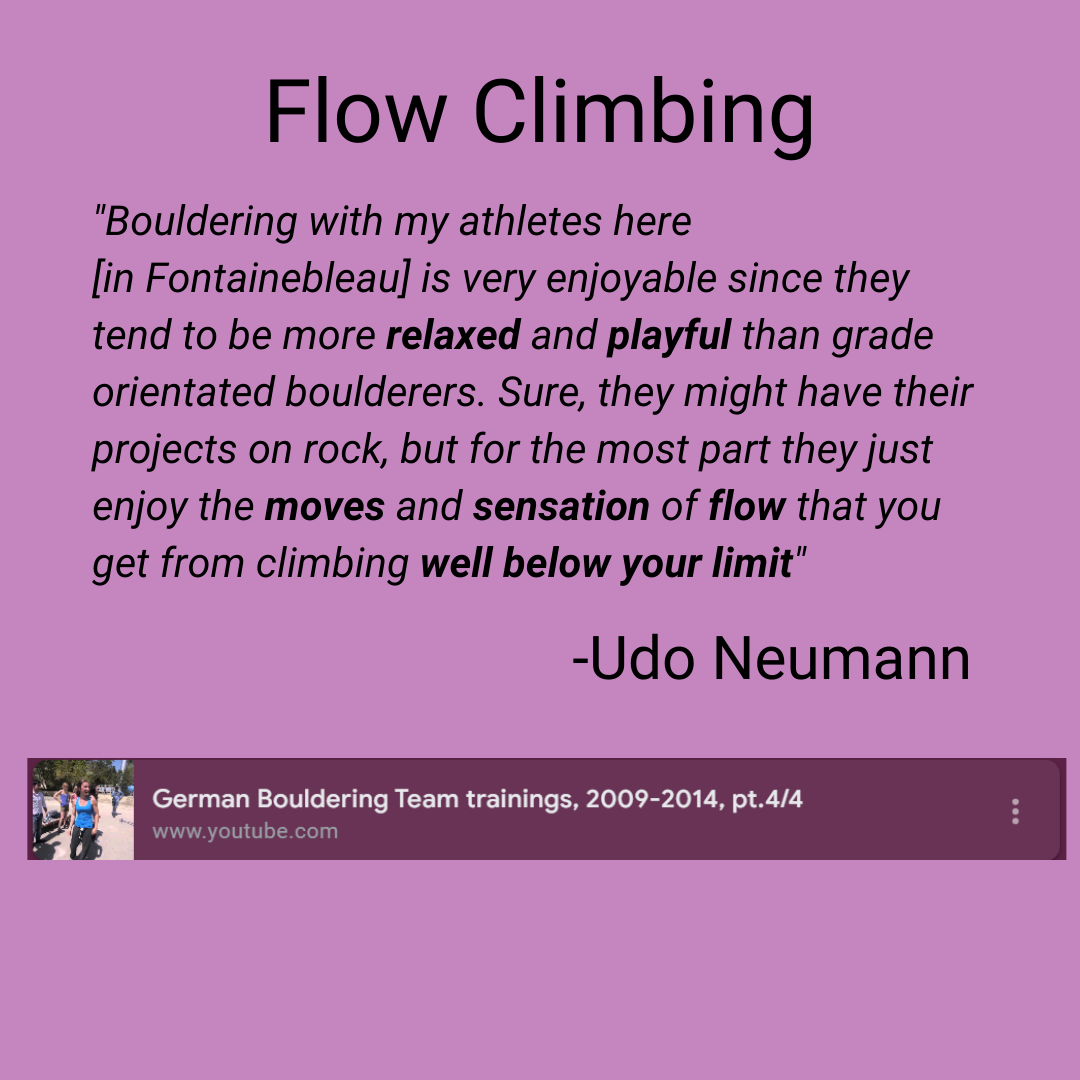 Flow Climbing
"Bouldering with my athletes here
[in Fontainebleau] is very enjoyable since they
tend to be more relaxed and playful than grade
orientated boulderers. Sure, they might have their
projects on rock, but for the most part they just
enjoy the moves and sensation of flow that you
get from climbing well below your limit"
-Udo Neumann
German Bouldering Team trainings, 2009-2014, pt.4/4
www.youtube.com